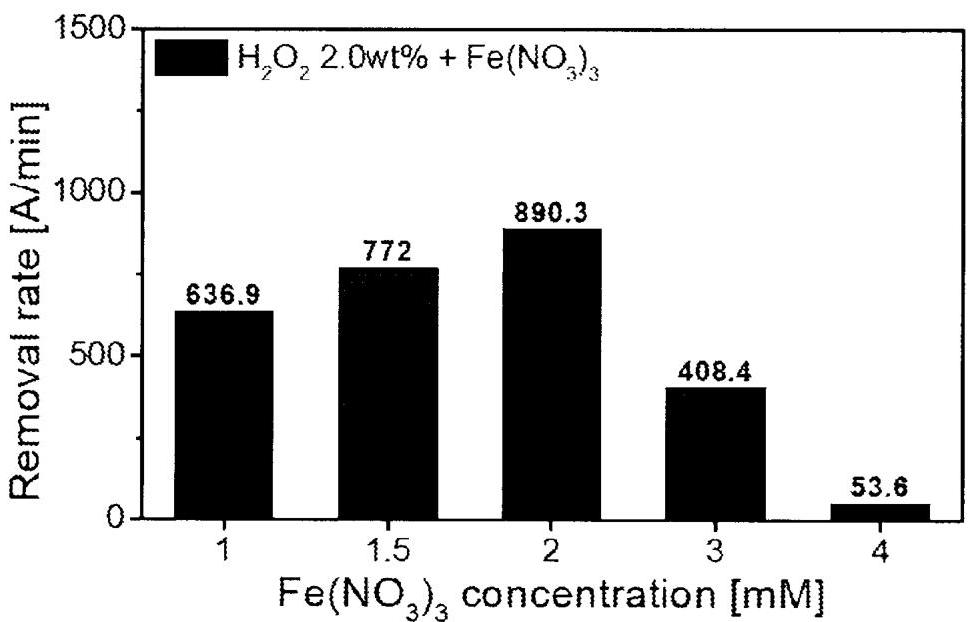 1500
H₂O₂ 2.0wt% + Fe(NO₃)₃
Removal rate [A/min]
1000
890.3
772
636.9
500
408.4
53.6
0
1 1.5 2 3 4
Fe(NO₃)₃ concentration [mM]